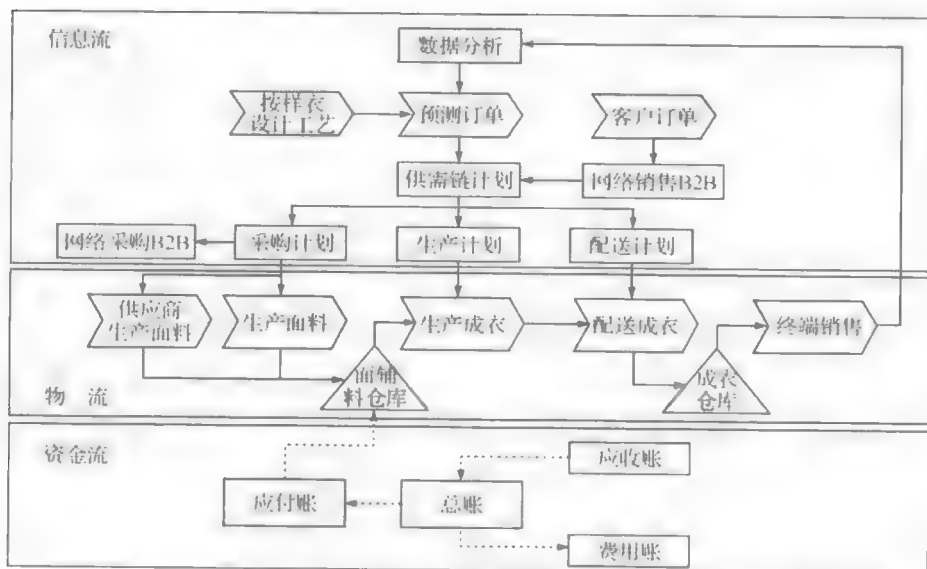 信息流
数据分析
按样衣
设计工艺
预测订单
客户订单
供需链计划
网络销售B2B
网络采购B2B
采购计划
生产计划
配送计划
供应商
生产面料
生产面料
生产成衣
配送成衣
终端销售
面辅
料仓库
成衣
仓库
物 流
资金流
应收账
应付账
总账
费用账